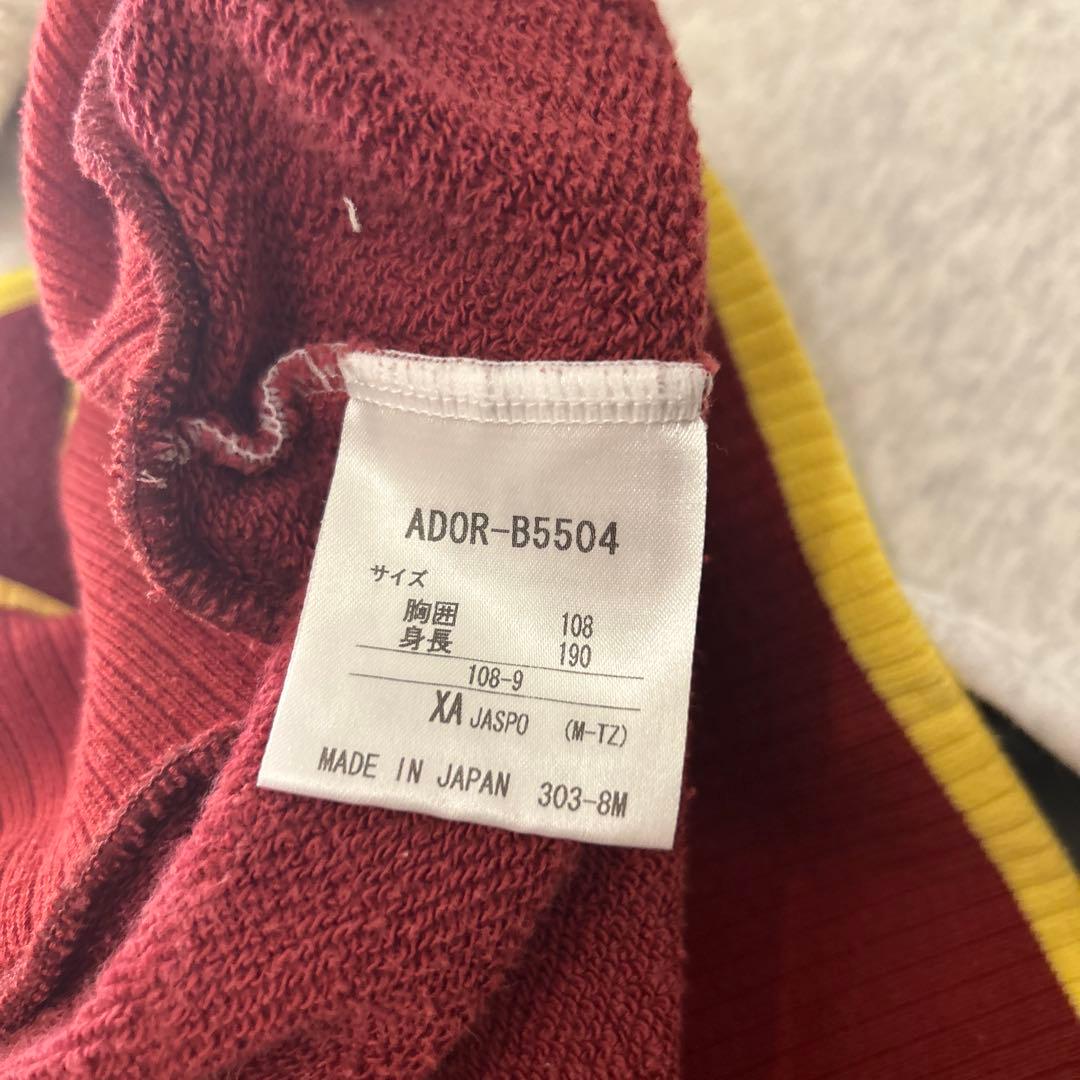 ADOR-B5504
サイズ
胸囲 108
身長 190
108-9
XA JASPO (M-TZ)
MADE IN JAPAN 303-8M